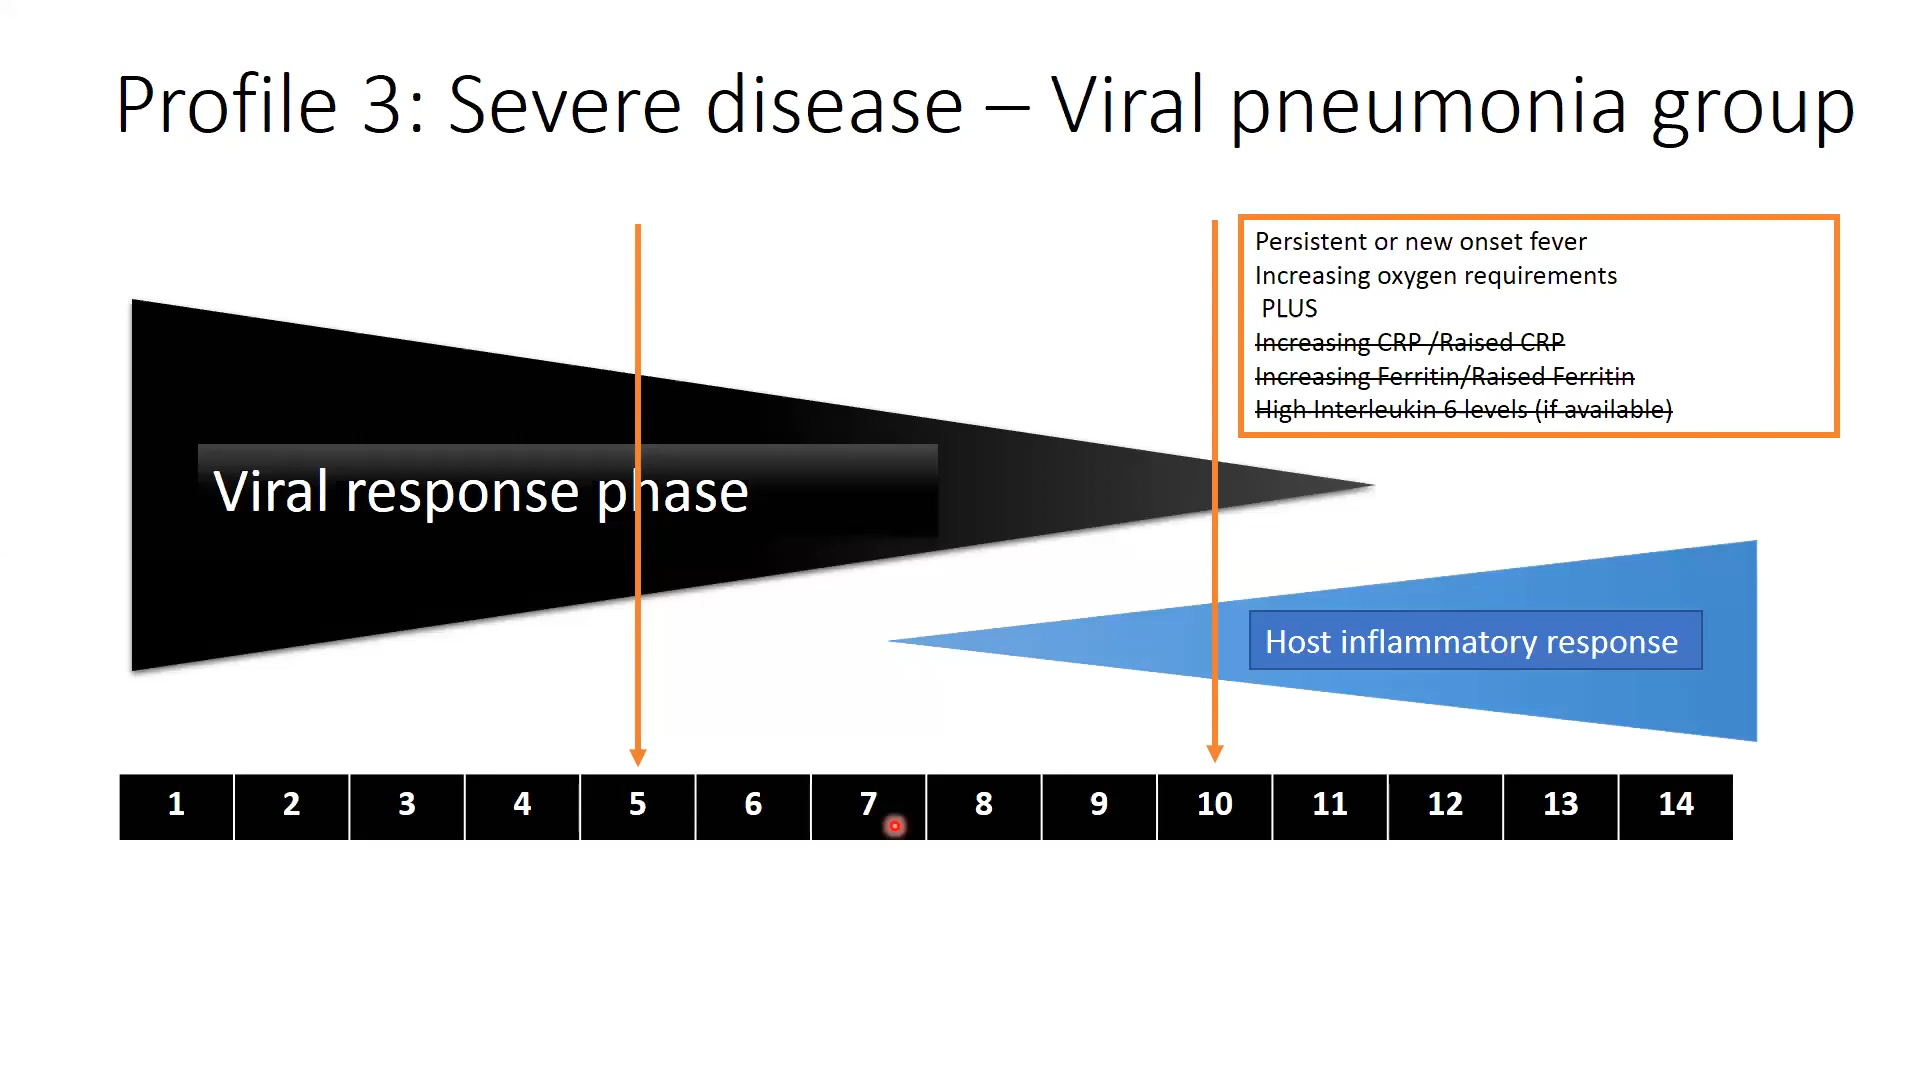 Profile 3: Severe disease – Viral pneumonia group
Persistent or new onset fever
Increasing oxygen requirements
PLUS
Increasing CRP /Raised CRP
Increasing Ferritin/Raised Ferritin
High Interleukin 6 levels (if available)
Viral response phase
Host inflammatory response
1 2 3 4 5 6 7 8 9 10 11 12 13 14